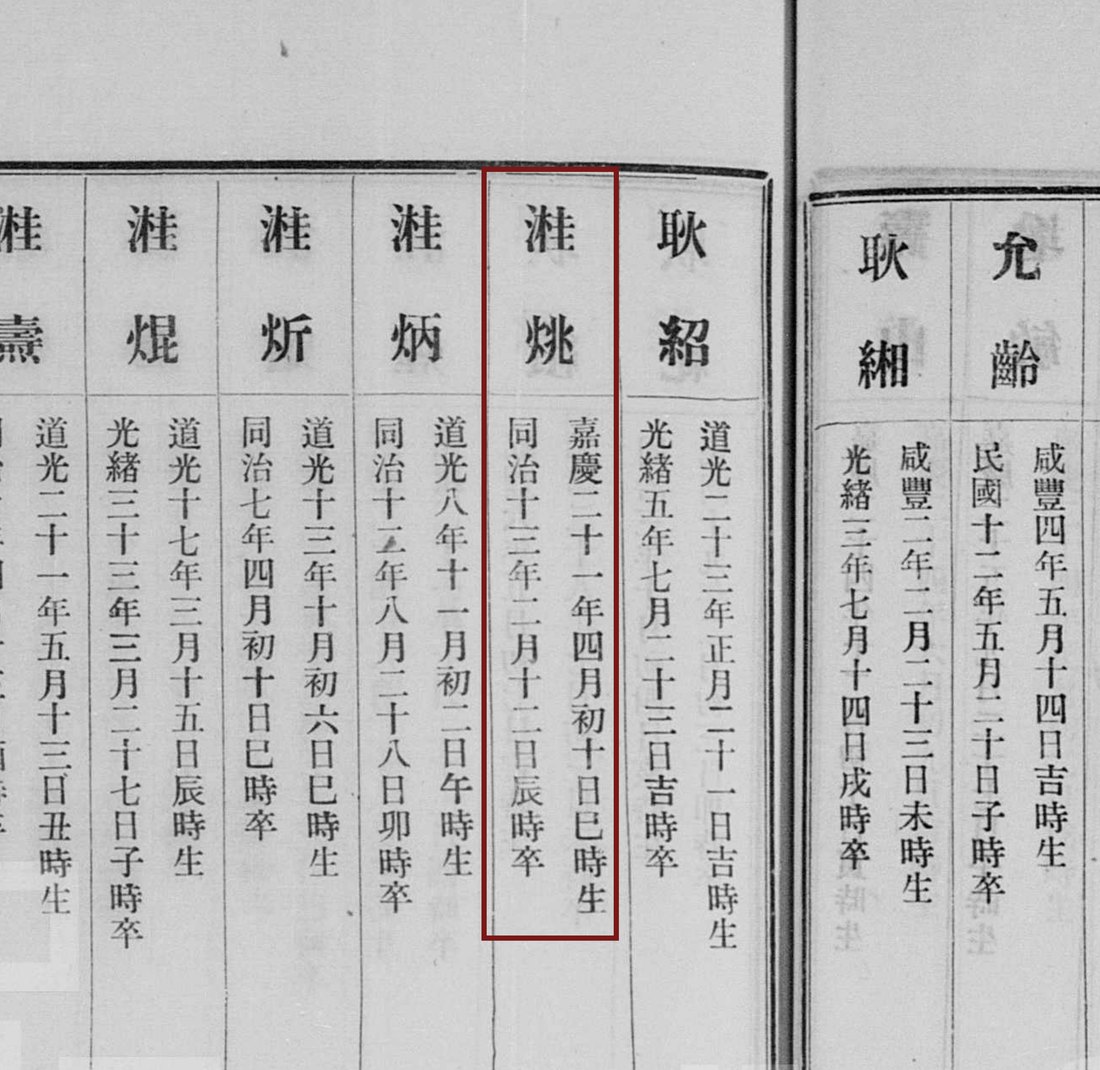 允齡
咸豐四年五月十四日吉時生
民國十二年五月二十日子時卒
耿緗
咸豐二年二月二十三日未時生
光緒三年七月十四日戌時卒
耿紹
道光二十三年正月二十一日吉時生
光緒五年七月二十三日吉時卒
溎烑
嘉慶二十一年四月初十日巳時生
同治十三年二月十二日辰時卒
溎炳
道光八年十一月初二日午時生
同治十二年八月二十八日卯時卒
溎炘
道光十三年十月初六日巳時生
同治七年四月初十日巳時卒
溎焜
道光十七年三月十五日辰時生
光緒三十三年三月二十七日子時卒
溎燾
道光二十一年五月十三日丑時生